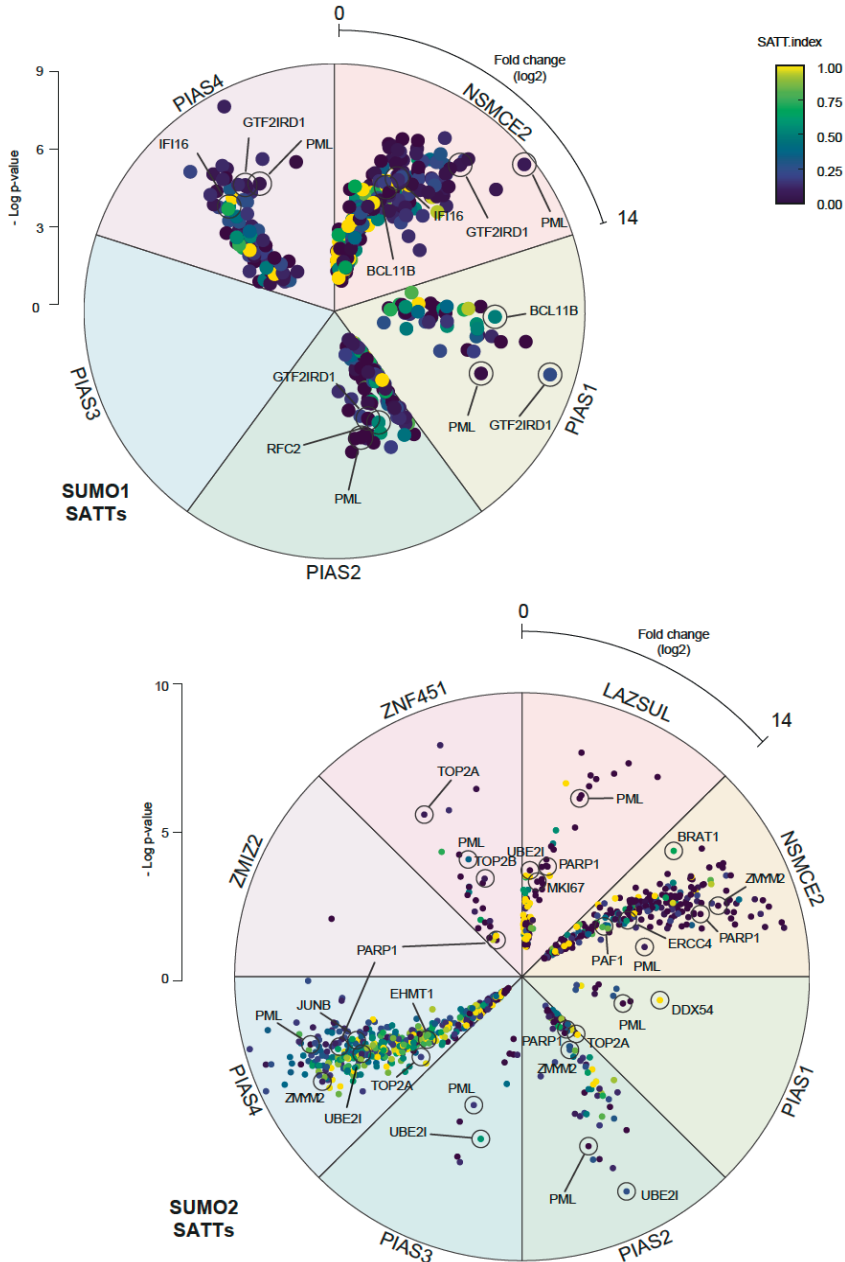 0
Fold change
(log2)
14
SATT.index
1.00
0.75
0.50
0.25
0.00
9
6
3
0
- Log p-value
PIAS4
GTF2IRD1
IFI16
PML
NSMCE2
IFI16
GTF2IRD1
PML
BCL11B
BCL11B
PML
GTF2IRD1
PIAS1
GTF2IRD1
RFC2
PML
PIAS3
PIAS2
SUMO1
SATTs
0
Fold change
(log2)
14
10
5
0
- Log p-value
ZNF451
TOP2A
PML
TOP2B
PARP1
LAZSUL
PML
UBE2I
PARP1
MKI67
NSMCE2
BRAT1
ZMYM2
PARP1
ERCC4
PAF1
PML
ZMIZ2
PML
JUNB
EHMT1
TOP2A
ZMYM2
UBE2I
PIAS4
PML
UBE2I
PIAS3
PARP1
TOP2A
ZMYM2
PML
UBE2I
PIAS2
PML
DDX54
PIAS1
SUMO2
SATTs